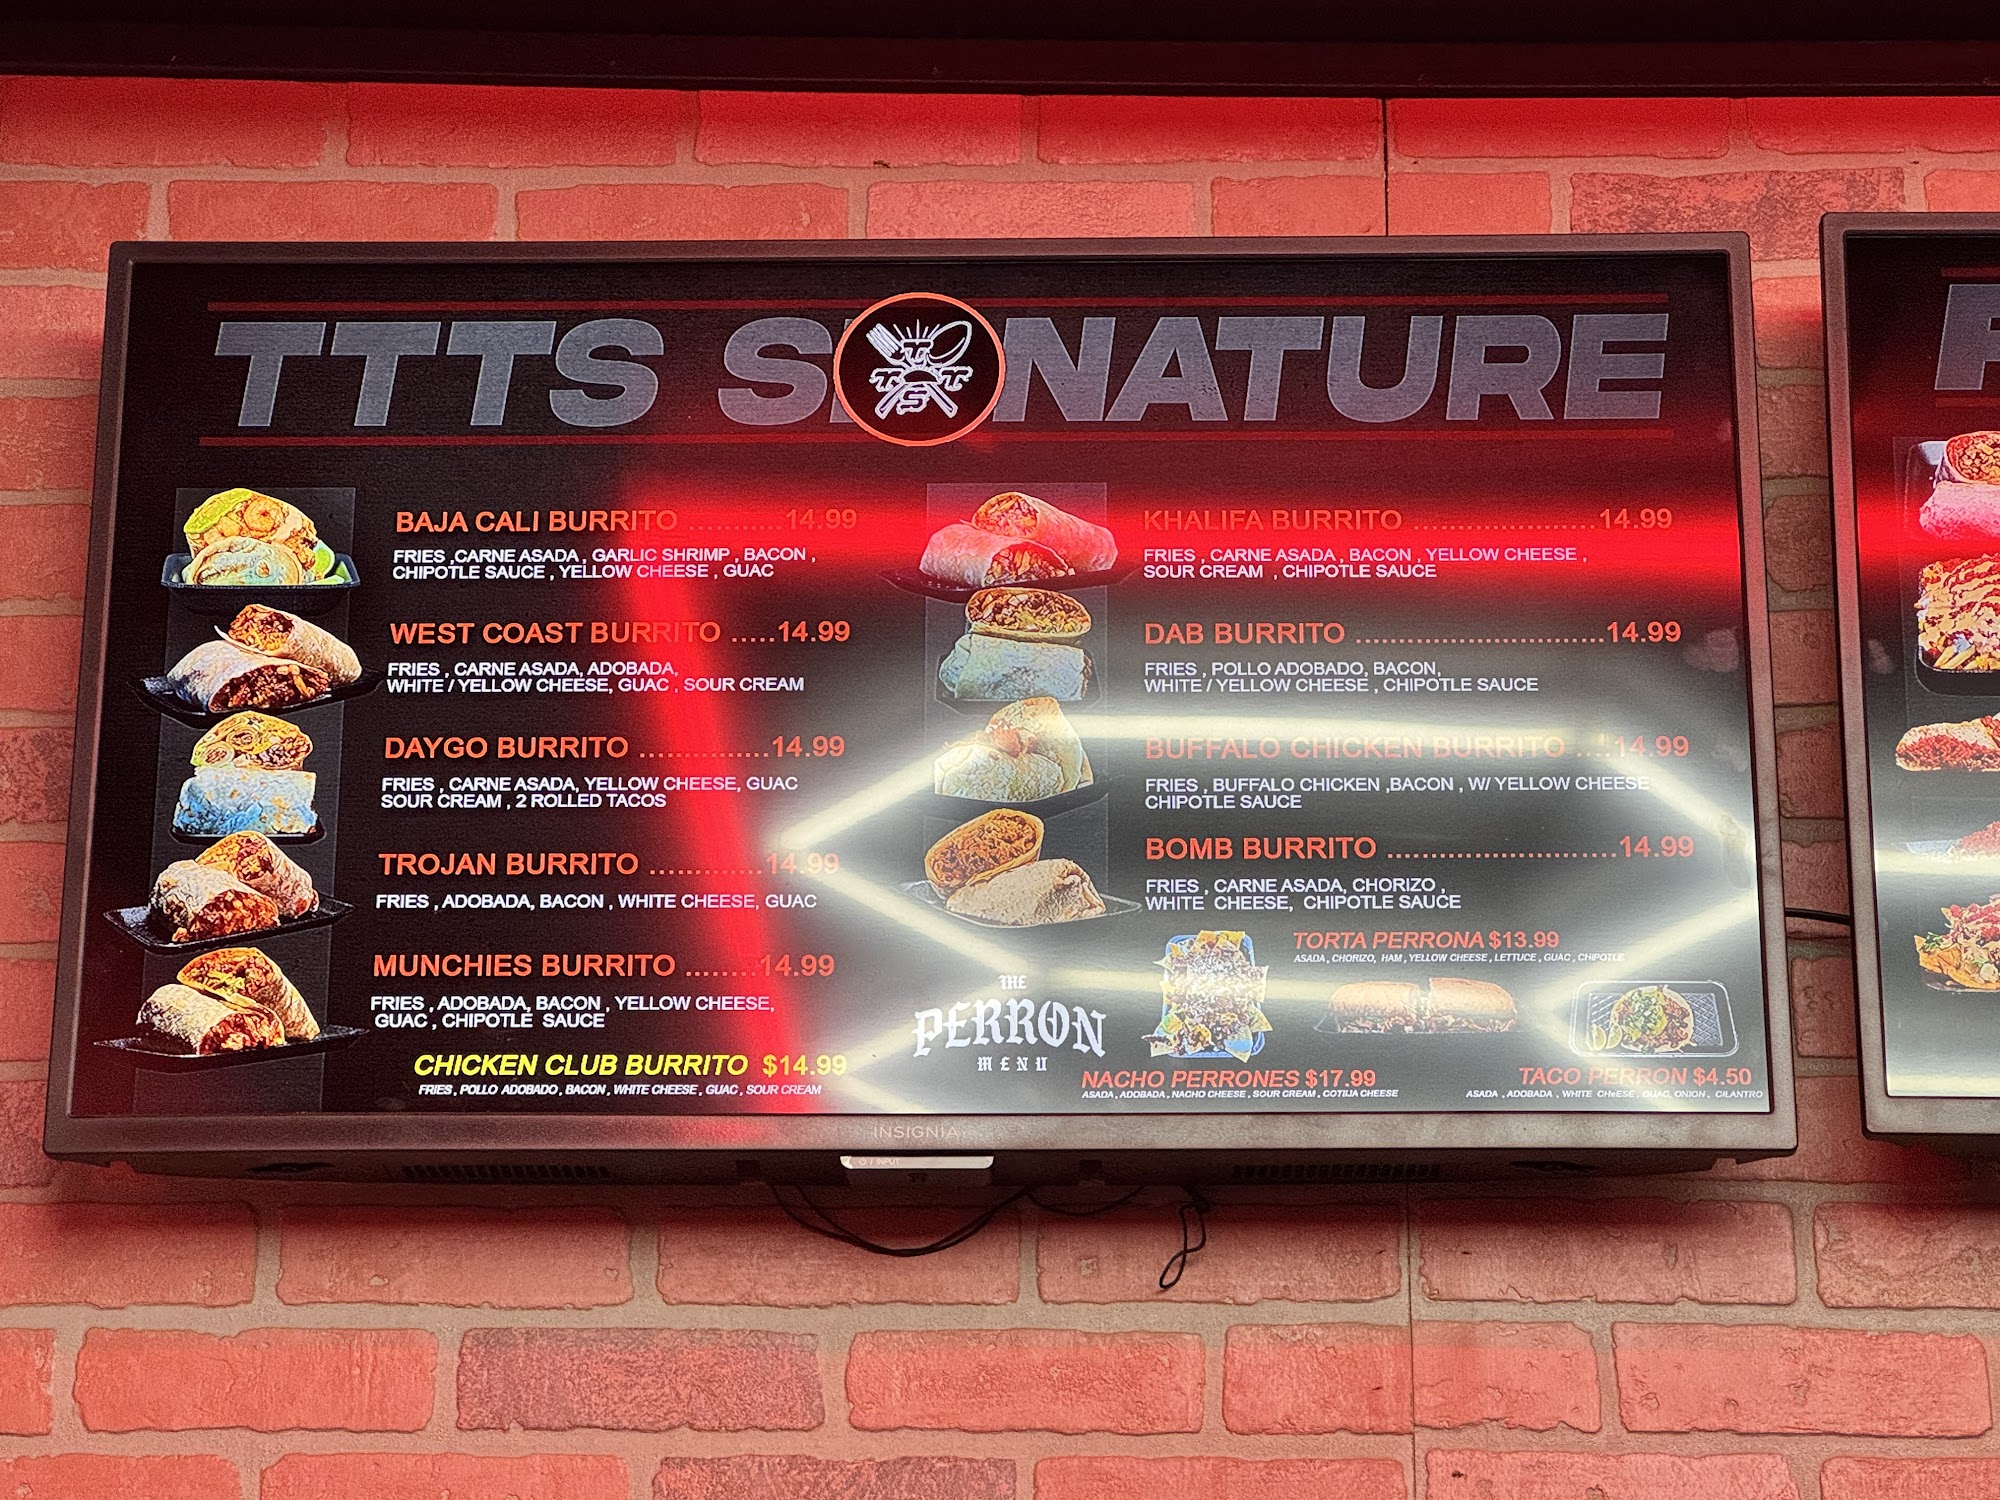 TTTS SIGNATURE
T
T T
S
BAJA CALI BURRITO ...........14.99
FRIES ,CARNE ASADA , GARLIC SHRIMP , BACON ,
CHIPOTLE SAUCE , YELLOW CHEESE , GUAC
WEST COAST BURRITO .....14.99
FRIES , CARNE ASADA, ADOBADA,
WHITE / YELLOW CHEESE, GUAC , SOUR CREAM
DAYGO BURRITO ..............14.99
FRIES , CARNE ASADA, YELLOW CHEESE, GUAC
SOUR CREAM , 2 ROLLED TACOS
TROJAN BURRITO .............14.99
FRIES , ADOBADA, BACON , WHITE CHEESE, GUAC
MUNCHIES BURRITO ........14.99
FRIES , ADOBADA, BACON , YELLOW CHEESE,
GUAC , CHIPOTLE SAUCE
CHICKEN CLUB BURRITO $14.99
FRIES , POLLO ADOBADO , BACON , WHITE CHEESE , GUAC , SOUR CREAM
KHALIFA BURRITO ......................14.99
FRIES , CARNE ASADA , BACON , YELLOW CHEESE ,
SOUR CREAM , CHIPOTLE SAUCE
DAB BURRITO ..............................14.99
FRIES , POLLO ADOBADO, BACON,
WHITE / YELLOW CHEESE , CHIPOTLE SAUCE
BUFFALO CHICKEN BURRITO ....14.99
FRIES , BUFFALO CHICKEN ,BACON , W/ YELLOW CHEESE
CHIPOTLE SAUCE
BOMB BURRITO ............................14.99
FRIES , CARNE ASADA, CHORIZO ,
WHITE CHEESE, CHIPOTLE SAUCE
THE
PERRON
MENU
TORTA PERRONA $13.99
ASADA , CHORIZO, HAM , YELLOW CHEESE , LETTUCE , GUAC , CHIPOTLE
NACHO PERRONES $17.99
ASADA , ADOBADA , NACHO CHEESE , SOUR CREAM , COTIIJA CHEESE
TACO PERRON $4.50
ASADA , ADOBADA , WHITE CHEESE , GUAC, ONION , CILANTRO
INSIGNIA
/ INPUT